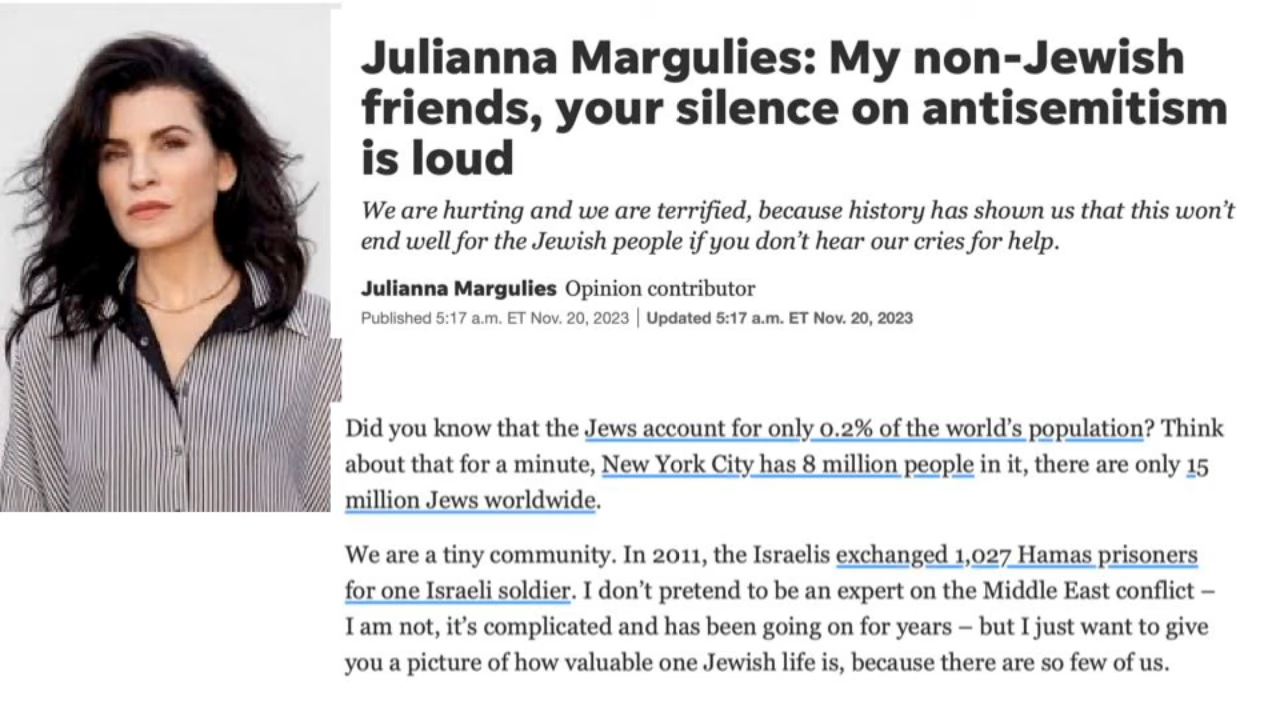 Julianna Margulies: My non-Jewish
friends, your silence on antisemitism
is loud
We are hurting and we are terrified, because history has shown us that this won't
end well for the Jewish people if you don't hear our cries for help.
Julianna Margulies Opinion contributor
Published 5:17 a.m. ET Nov. 20, 2023 | Updated 5:17 a.m. ET Nov. 20, 2023
Did you know that the Jews account for only 0.2% of the world's population? Think
about that for a minute, New York City has 8 million people in it, there are only 15
million Jews worldwide.
We are a tiny community. In 2011, the Israelis exchanged 1,027 Hamas prisoners
for one Israeli soldier. I don't pretend to be an expert on the Middle East conflict –
I am not, it's complicated and has been going on for years – but I just want to give
you a picture of how valuable one Jewish life is, because there are so few of us.